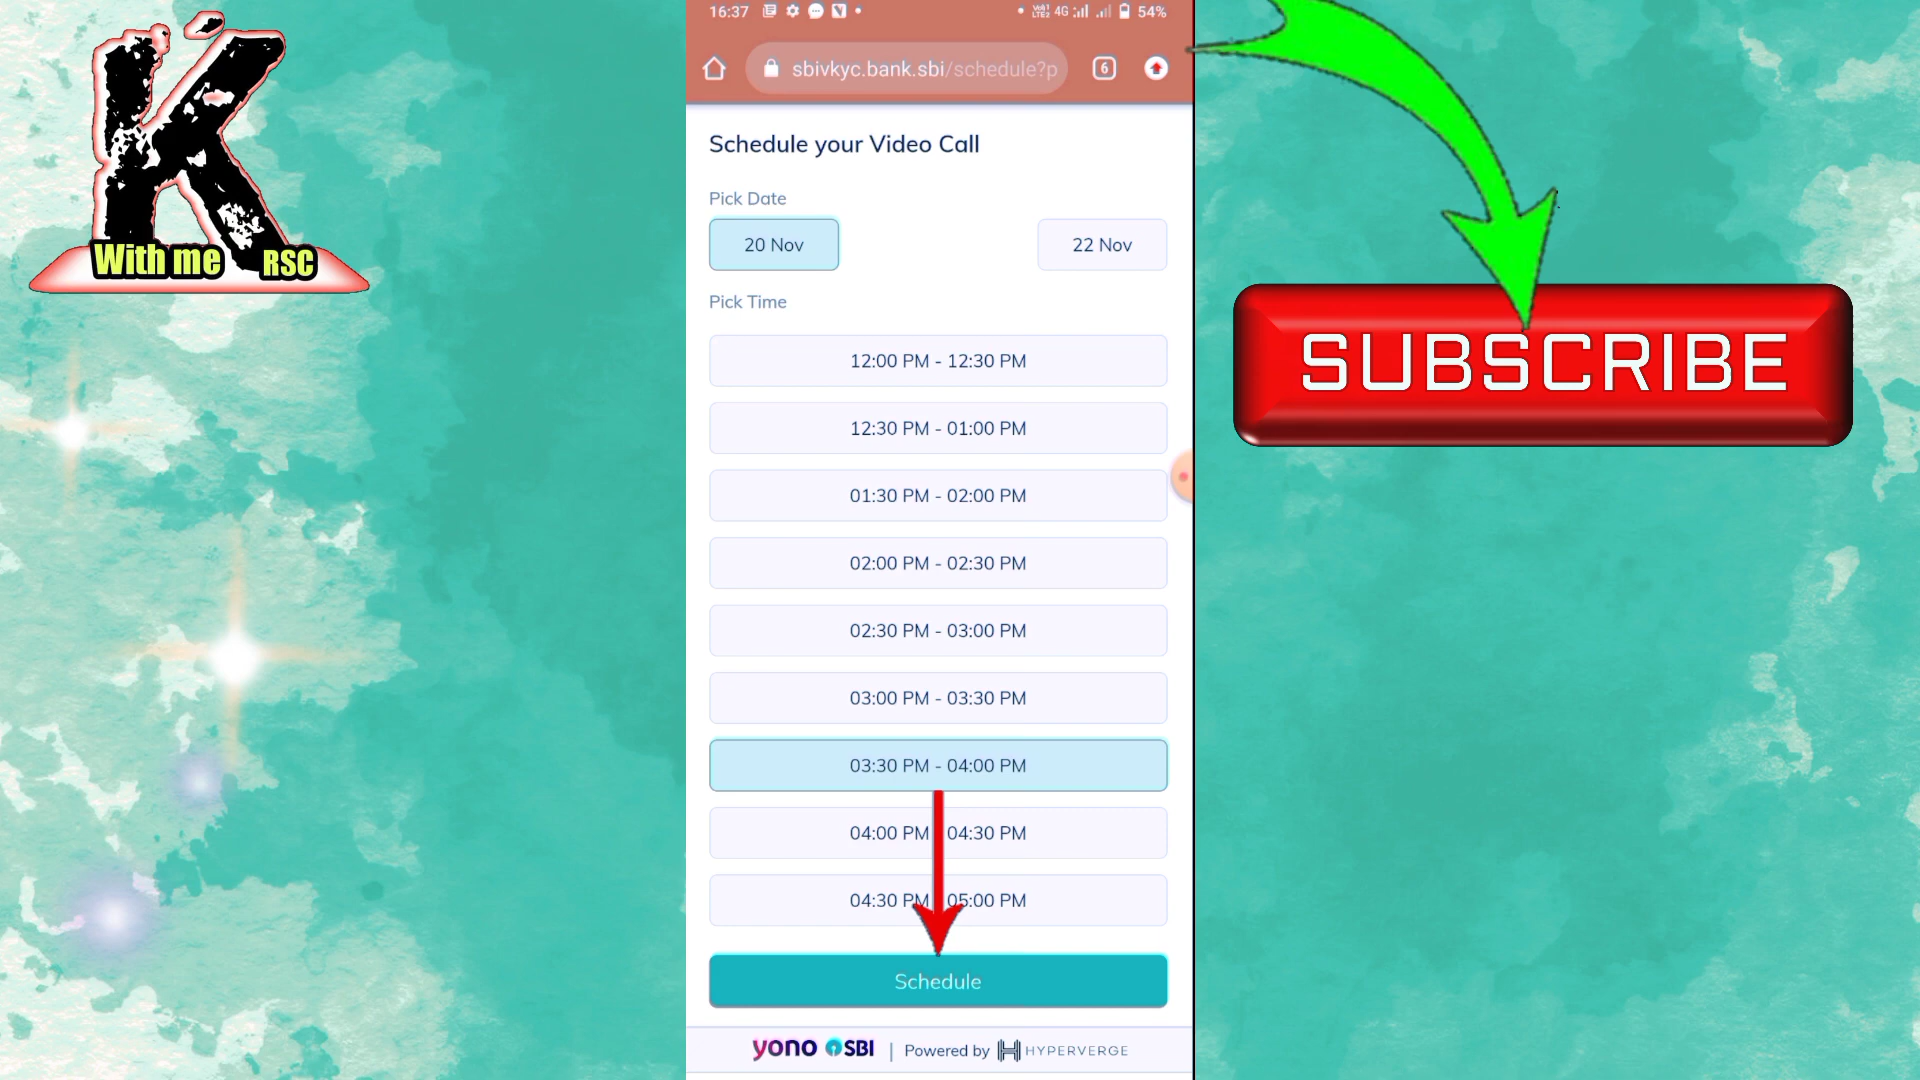 K
With me RSC
16:37 54%
4G
sbivkyc.bank.sbi/schedule?p
6
Schedule your Video Call
Pick Date
20 Nov
22 Nov
Pick Time
12:00 PM - 12:30 PM
12:30 PM - 01:00 PM
01:30 PM - 02:00 PM
02:00 PM - 02:30 PM
02:30 PM - 03:00 PM
03:00 PM - 03:30 PM
03:30 PM - 04:00 PM
04:00 PM 04:30 PM
04:30 PM 05:00 PM
Schedule
yono SBI | Powered by HYPERVERGE
SUBSCRIBE